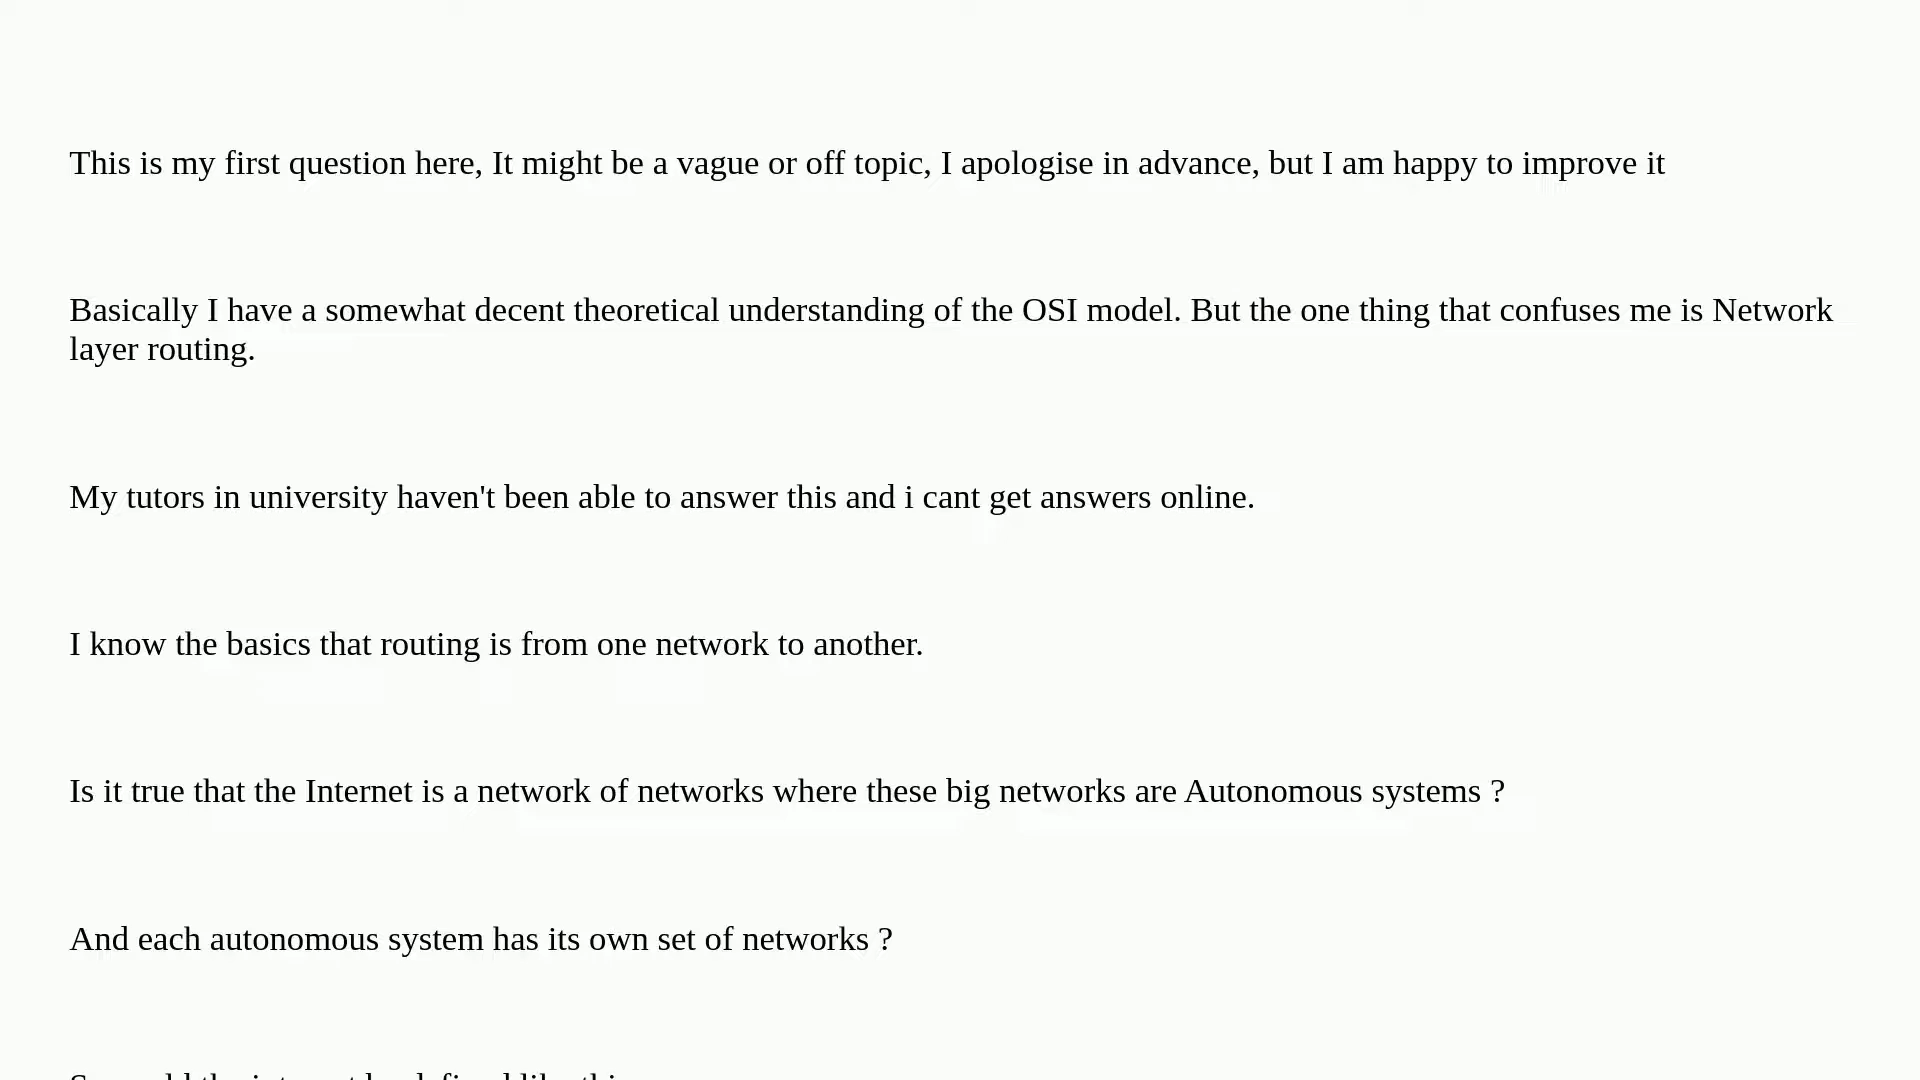 This is my first question here, It might be a vague or off topic, I apologise in advance, but I am happy to improve it
Basically I have a somewhat decent theoretical understanding of the OSI model. But the one thing that confuses me is Network
layer routing.
My tutors in university haven't been able to answer this and i cant get answers online.
I know the basics that routing is from one network to another.
Is it true that the Internet is a network of networks where these big networks are Autonomous systems ?
And each autonomous system has its own set of networks ?